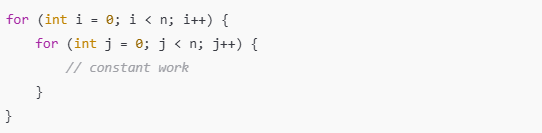 for (int i = 0; i < n; i++) {
    for (int j = 0; j < n; j++) {
        // constant work
    }
}